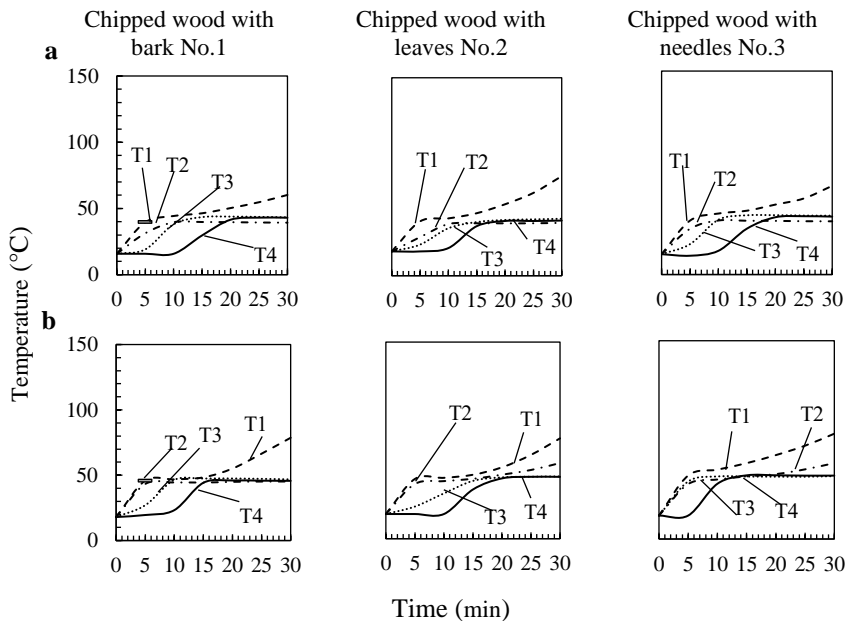 Chipped wood with
bark No.1
Chipped wood with
leaves No.2
Chipped wood with
needles No.3
a
150
100
50
0
T1
T2
T3
T4
0 5 10 15 20 25 30
T1
T2
T3
T4
0 5 10 15 20 25 30
T1
T2
T3
T4
0 5 10 15 20 25 30
Temperature (°C)
b
150
100
50
0
T2
T3
T1
T4
0 5 10 15 20 25 30
T2
T1
T3
T4
0 5 10 15 20 25 30
T1
T2
T3
T4
0 5 10 15 20 25 30
Time (min)